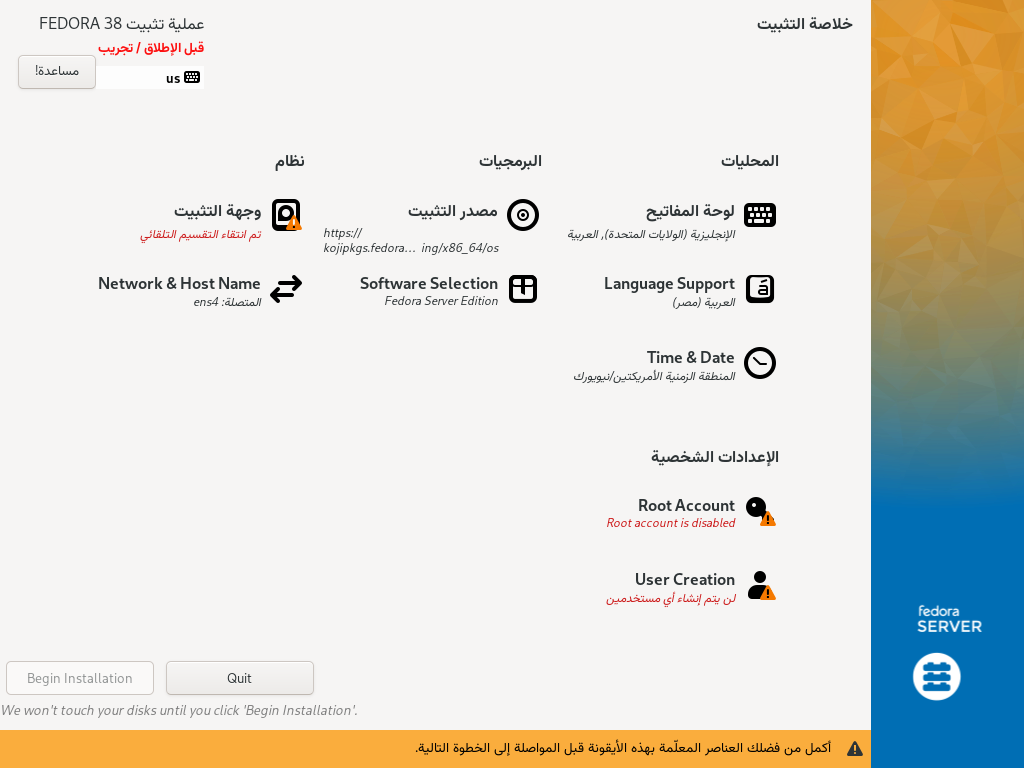 خلاصة التثبيت
عملية تثبيت FEDORA 38
قبل الإطلاق / تجريب
us
مساعدة!
المحليات
لوحة المفاتيح
الإنجليزية (الولايات المتحدة), العربية
Language Support
العربية (مصر)
Time & Date
المنطقة الزمنية الأمريكتين/نيويورك
البرمجيات
مصدر التثبيت
https://
kojipkgs.fedora… ing/x86_64/os
Software Selection
Fedora Server Edition
نظام
وجهة التثبيت
تم انتقاء التقسيم التلقائي
Network & Host Name
المتصلة: ens4
الإعدادات الشخصية
Root Account
Root account is disabled
User Creation
لن يتم إنشاء أي مستخدمين
fedora
SERVER
Begin Installation
Quit
We won't touch your disks until you click 'Begin Installation'.
أكمل من فضلك العناصر المعلّمة بهذه الأيقونة قبل المواصلة إلى الخطوة التالية.